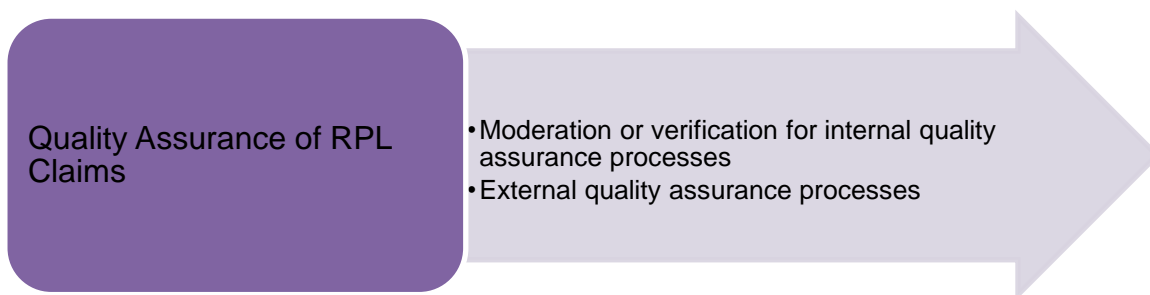 Quality Assurance of RPL
Claims
•Moderation or verification for internal quality
assurance processes
•External quality assurance processes